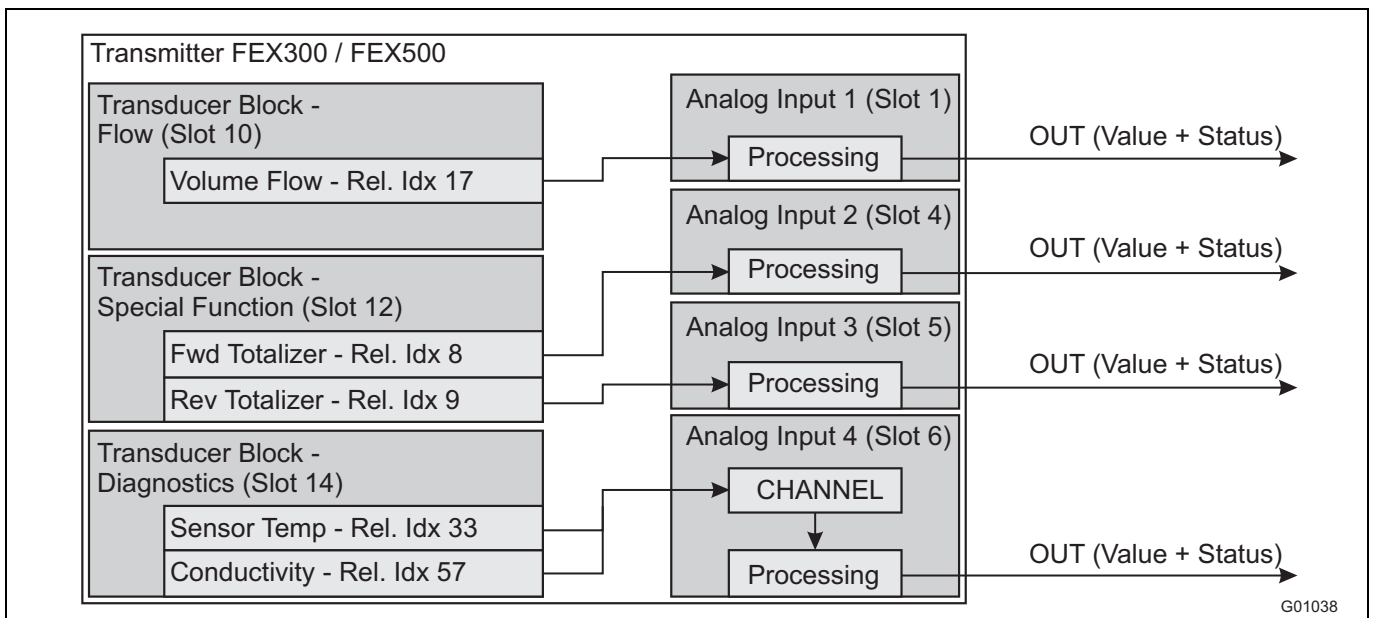 Transmitter FEX300 / FEX500
Transducer Block -
Flow (Slot 10)
Volume Flow - Rel. Idx 17
Transducer Block -
Special Function (Slot 12)
Fwd Totalizer - Rel. Idx 8
Rev Totalizer - Rel. Idx 9
Transducer Block -
Diagnostics (Slot 14)
Sensor Temp - Rel. Idx 33
Conductivity - Rel. Idx 57
Analog Input 1 (Slot 1)
Processing
OUT (Value + Status)
Analog Input 2 (Slot 4)
Processing
OUT (Value + Status)
Analog Input 3 (Slot 5)
Processing
OUT (Value + Status)
Analog Input 4 (Slot 6)
CHANNEL
Processing
OUT (Value + Status)
G01038